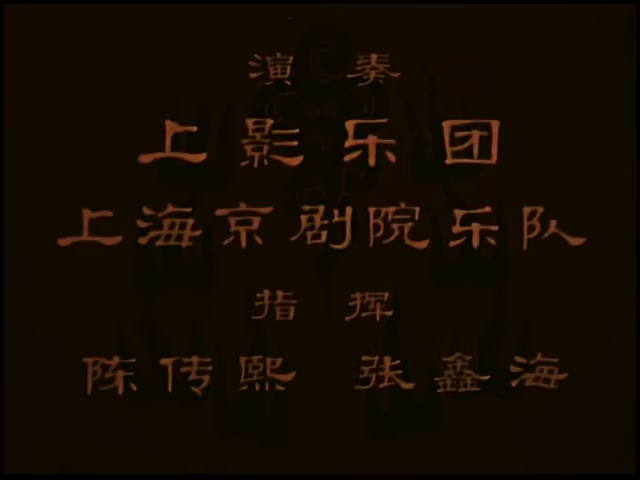 演奏
上影乐团
上海京剧院乐队
指挥
陈传熙 张鑫海